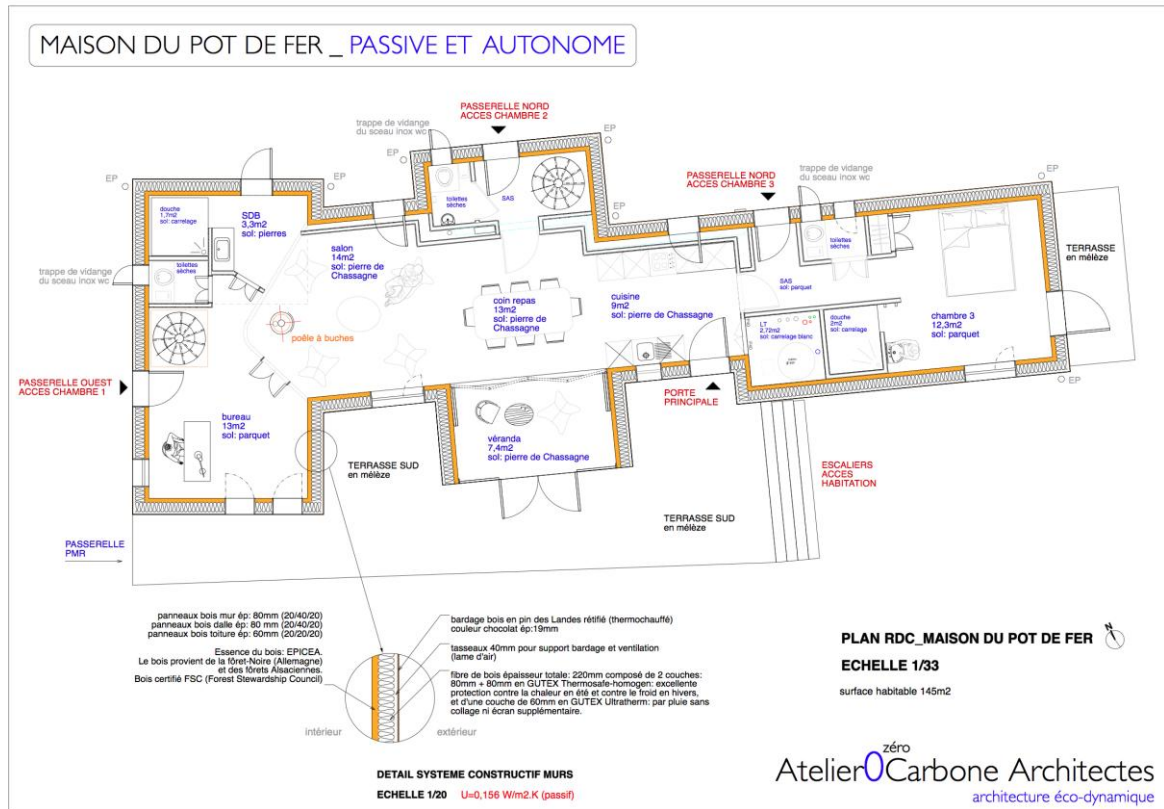 MAISON DU POT DE FER _ PASSIVE ET AUTONOME
PASSERELLE NORD
ACCES CHAMBRE 2
trappe de vidange
du sceau inox wc
EP
EP
EP
EP
toilettes
sèches
SAS
EP
PASSERELLE NORD
ACCES CHAMBRE 3
trappe de vidange
du sceau inox wc
EP
douche
1,7m2
sol: carrelage
SDB
3,3m2
sol: pierres
trappe de vidange
du sceau inox wc
toilettes
sèches
salon
14m2
sol: pierre de
Chassagne
poêle à buches
coin repas
13m2
sol: pierre de
Chassagne
cuisine
9m2
sol: pierre de Chassagne
toilettes
sèches
SAS
sol: parquet
LT
2,72m2
sol: carrelage blanc
douche
2m2
sol: carrelage
chambre 3
12,3m2
sol: parquet
TERRASSE
en mélèze
EP
PASSERELLE OUEST
ACCES CHAMBRE 1
bureau
13m2
sol: parquet
PORTE
PRINCIPALE
véranda
7,4m2
sol: pierre de Chassagne
TERRASSE SUD
en mélèze
ESCALIERS
ACCES
HABITATION
TERRASSE SUD
en mélèze
PASSERELLE
PMR
panneaux bois mur ép: 80mm (20/40/20)
panneaux bois dalle ép: 80 mm (20/40/20)
panneaux bois toiture ép: 60mm (20/20/20)
Essence du bois: EPICEA.
Le bois provient de la fôret-Noire (Allemagne)
et des fôrets Alsaciennes.
Bois certifié FSC (Forest Stewardship Council)
bardage bois en pin des Landes rétifié (thermochauffé)
couleur chocolat ép:19mm
tasseaux 40mm pour support bardage et ventilation
(lame d'air)
fibre de bois épaisseur totale: 220mm composé de 2 couches:
80mm + 80mm en GUTEX Thermosafe-homogen: excellente
protection contre la chaleur en été et contre le froid en hivers,
et d'une couche de 60mm en GUTEX Ultratherm: par pluie sans
collage ni écran supplémentaire.
intérieur
extérieur
DETAIL SYSTEME CONSTRUCTIF MURS
ECHELLE 1/20 U=0,156 W/m2.K (passif)
PLAN RDC_MAISON DU POT DE FER
N
ECHELLE 1/33
surface habitable 145m2
zéro
Atelier0Carbone Architectes
architecture éco-dynamique